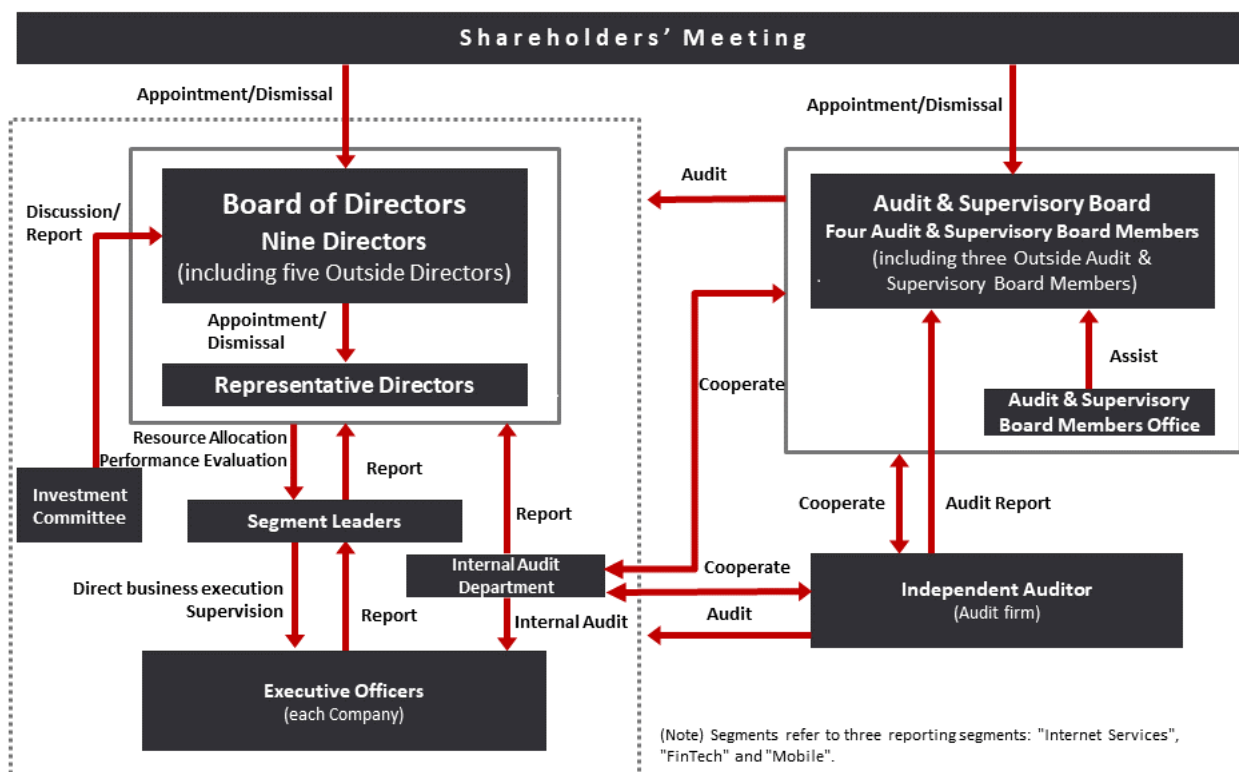 Shareholders' Meeting
Appointment/Dismissal
Appointment/Dismissal
Board of Directors
Nine Directors
(including five Outside Directors)
Discussion/
Report
Audit
Audit & Supervisory Board
Four Audit & Supervisory Board Members
(including three Outside Audit &
Supervisory Board Members)
Appointment/
Dismissal
Representative Directors
Cooperate
Assist
Audit & Supervisory
Board Members Office
Resource Allocation
Performance Evaluation
Report
Investment
Committee
Segment Leaders
Report
Cooperate
Audit Report
Internal Audit
Department
Cooperate
Independent Auditor
(Audit firm)
Direct business execution
Supervision
Report
Internal Audit
Audit
Executive Officers
(each Company)
(Note) Segments refer to three reporting segments: "Internet Services",
"FinTech" and "Mobile".